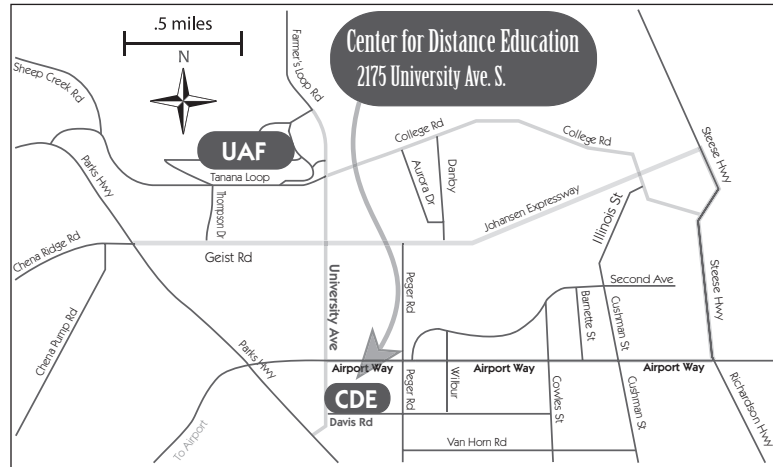 .5 miles
N
Center for Distance Education
2175 University Ave. S.
Sheep Creek Rd
Farmer's Loop Rd
UAF
Tanana Loop
Thompson Dr
Parks Hwy
College Rd
College Rd
Aurora Dr
Danby
Johansen Expressway
Steese Hwy
Illinois St
Chena Ridge Rd
Geist Rd
Chena Pump Rd
University Ave
Peger Rd
Second Ave
Barnette St
Cushman St
Steese Hwy
Parks Hwy
Airport Way
Airport Way
Airport Way
CDE
Peger Rd
Wilbur
Cowles St
Cushman St
Richardson Hwy
Davis Rd
Van Horn Rd
To Airport